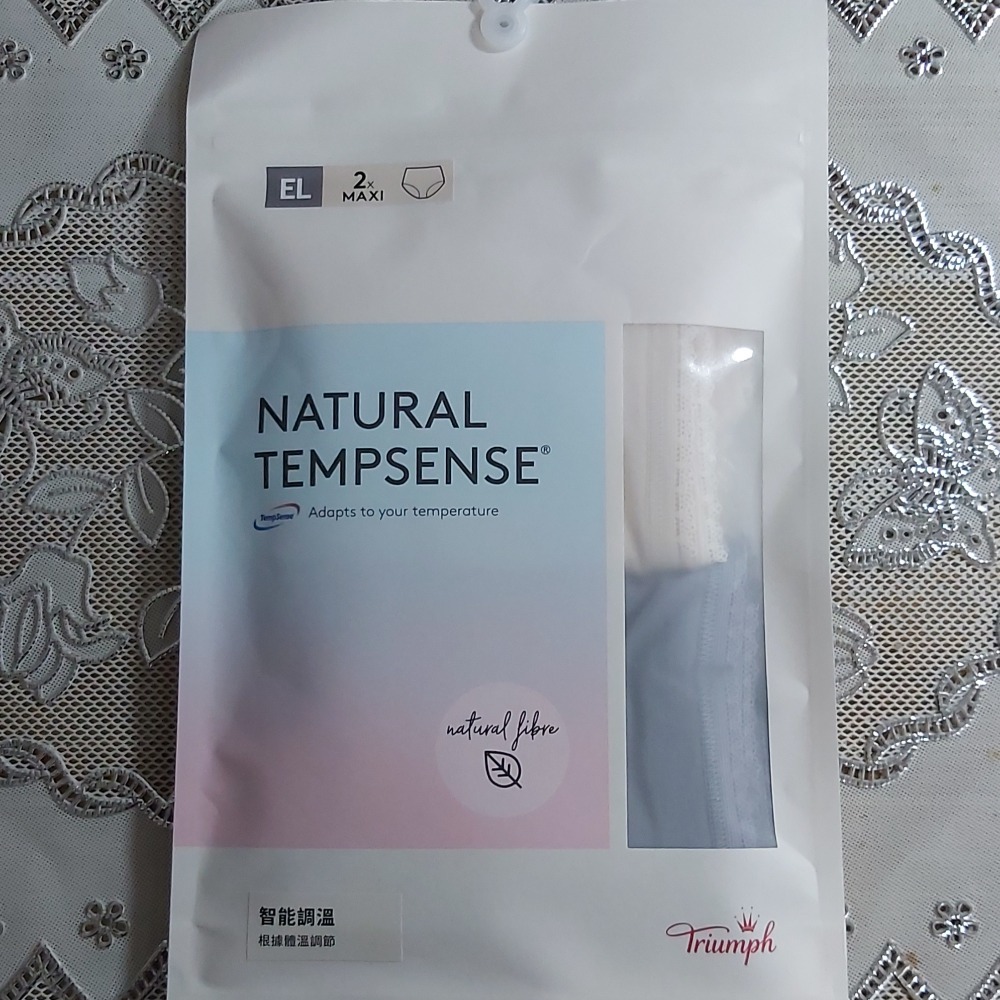 EL
2x
MAXI
NATURAL
TEMPSENSE®
TempSense
Adapts to your temperature
natural fibre
智能調溫
根據體溫調節
Triumph